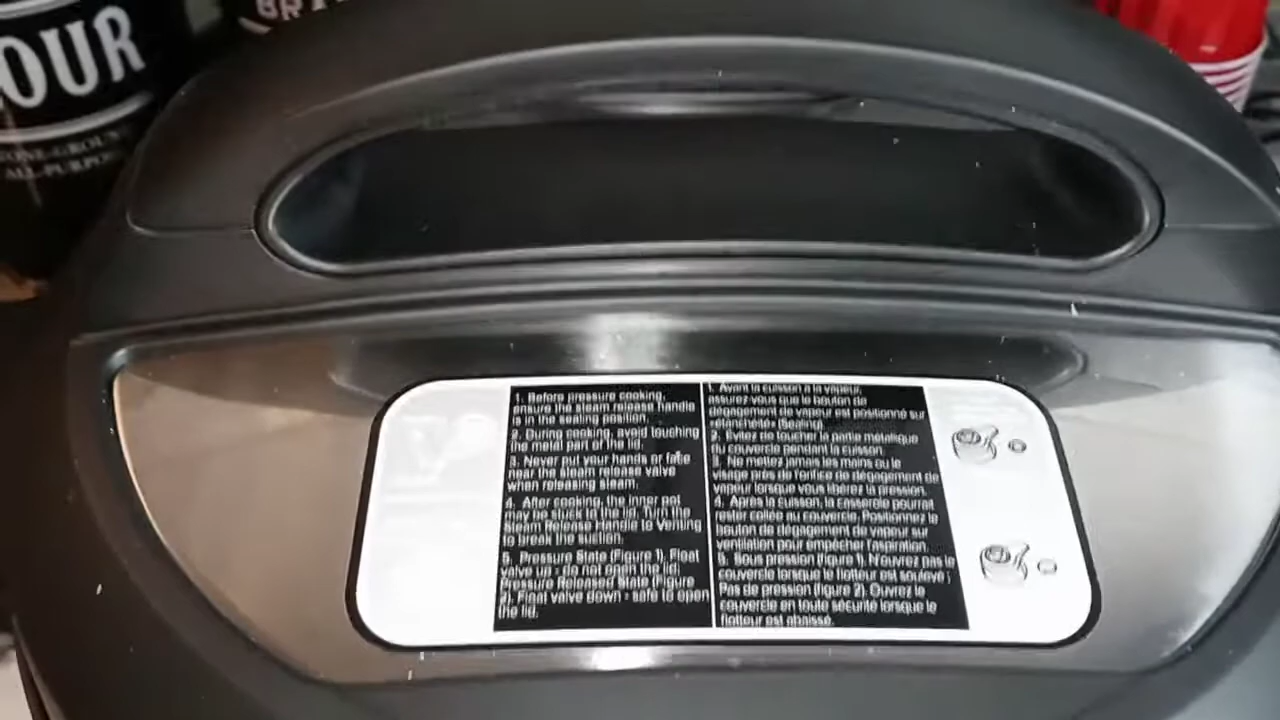 OUR
STONE-GROUN
ALL-PURPOS
BRA
1. Before pressure cooking,
ensure the steam release handle
is in the sealing position.
2. During cooking, avoid touching
the metal part of the lid.
3. Never put your hands or face
near the steam release valve
when releasing steam.
4. After cooking, the inner pot
may be stuck to the lid. Turn the
Steam Release Handle to Venting
to break the suction.
5. Pressure State (Figure 1). Float
valve up - do not open the lid.
Pressure Released State (Figure
2). Float valve down - safe to open
the lid.
1. Avant la cuisson à la vapeur,
assurez-vous que le bouton de
dégagement de vapeur est positionné sur
(Sealing).
2. Évitez de toucher la partie métallique
du couvercle pendant la cuisson.
3. Ne mettez jamais les mains ou le
visage près de l'orifice de dégagement de
vapeur lorsque vous libérez la pression.
4. Après la cuisson, la casserole pourrait
rester collée au couvercle. Positionnez le
bouton de dégagement de vapeur sur
ventilation pour empêcher l'aspiration.
5. Sous pression (figure 1). N'ouvrez pas le
couvercle lorsque le flotteur est soulevé ;
Pas de pression (figure 2). Ouvrez le
couvercle en toute sécurité lorsque le
flotteur est abaissé.